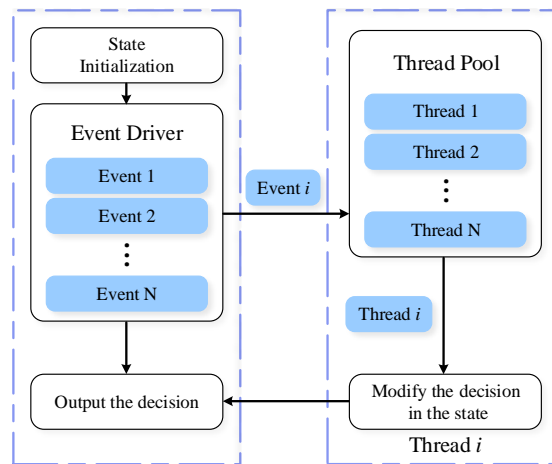 State
Initialization
Event Driver
Event 1
Event 2
Event N
Output the decision
Event i
Thread Pool
Thread 1
Thread 2
Thread N
Thread i
Modify the decision
in the state
Thread i